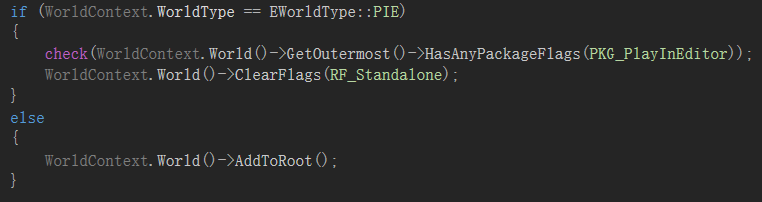 if (WorldContext.WorldType == EWorldType::PIE)
{
    check(WorldContext.World()->GetOutermost()->HasAnyPackageFlags(PKG_PlayInEditor));
    WorldContext.World()->ClearFlags(RF_Standalone);
}
else
{
    WorldContext.World()->AddToRoot();
}